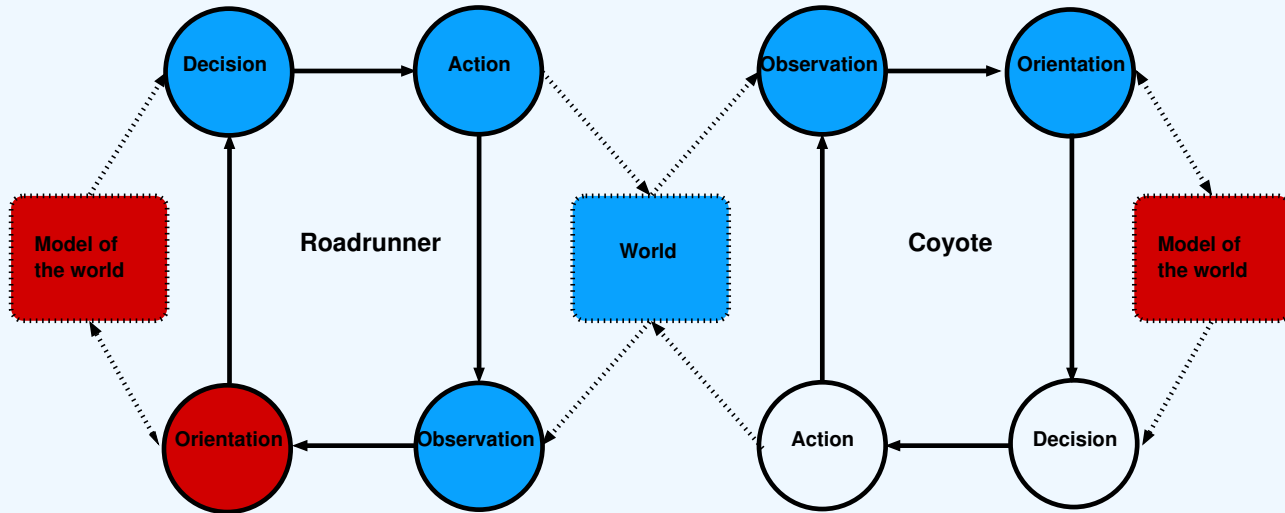 Decision
Action
Observation
Orientation
Model of
the world
Roadrunner
World
Coyote
Model of
the world
Orientation
Observation
Action
Decision